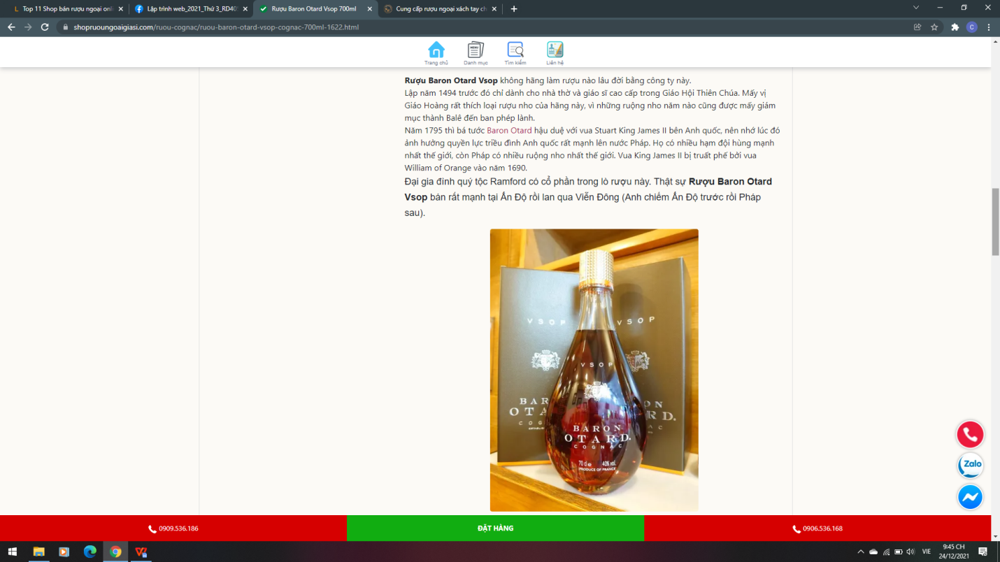 Top 11 Shop bán rượu ngoại onli
Lập trình web_2021_Thứ 3_RD40
Rượu Baron Otard Vsop 700ml
Cung cấp rượu ngoại xách tay ch
shopruoungoaigiasi.com/ruou-cognac/ruou-baron-otard-vsop-cognac-700ml-1622.html
C
MENU
Trang chủ
Danh mục
Tìm kiếm
Liên hệ
Rượu Baron Otard Vsop không hãng làm rượu nào lâu đời bằng công ty này.
Lập năm 1494 trước đó chỉ dành cho nhà thờ và giáo sĩ cao cấp trong Giáo Hội Thiên Chúa. Mấy vị
Giáo Hoàng rất thích loại rượu nho của hãng này, vì những ruộng nho năm nào cũng được mấy giám
mục thành Balê đến ban phép lành.
Năm 1795 thì bá tước Baron Otard hậu duệ với vua Stuart King James II bên Anh quốc, nên nhớ lúc đó
ảnh hưởng quyền lực triều đình Anh quốc rất mạnh lên nước Pháp. Họ có nhiều hạm đội hùng mạnh
nhất thế giới, còn Pháp có nhiều ruộng nho nhất thế giới. Vua King James II bị truất phế bởi vua
William of Orange vào năm 1690.
Đại gia đình quý tộc Ramford có cổ phần trong lò rượu này. Thật sự Rượu Baron Otard
Vsop bán rất mạnh tại Ấn Độ rồi lan qua Viễn Đông (Anh chiếm Ấn Độ trước rồi Pháp
sau).
VSOP
VSOP
VSOP
BAR
OTA
COG
ON
RD.
AC
BARON
OTARD.
COGNAC
70 cl e 40% vol.
PRODUCE OF FRANCE
Zalo
0909.536.186
ĐẶT HÀNG
0906.536.168
VIE
9:45 CH
24/12/2021